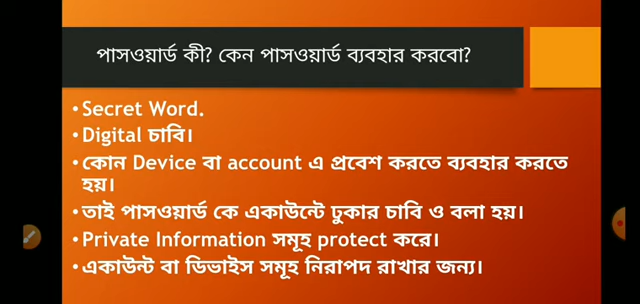 পাসওয়ার্ড কী? কেন পাসওয়ার্ড ব্যবহার করবো?
• Secret Word.
• Digital চাবি।
• কোন Device বা account এ প্রবেশ করতে ব্যবহার করতে
হয়।
• তাই পাসওয়ার্ড কে একাউন্টে ঢুকার চাবি ও বলা হয়।
• Private Information সমূহ protect করে।
• একাউন্ট বা ডিভাইস সমূহ নিরাপদ রাখার জন্য।